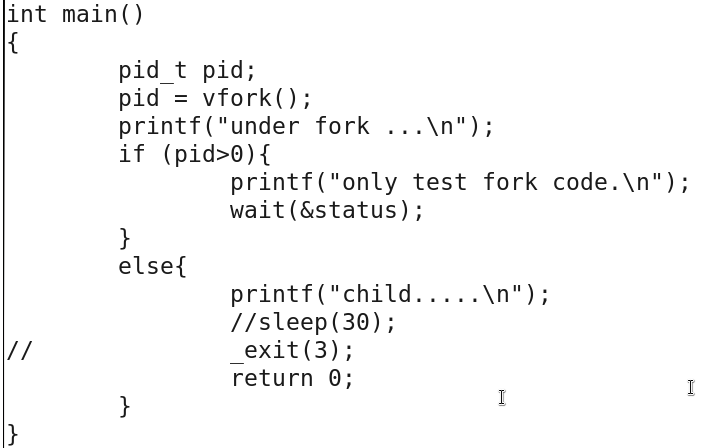 int main()
{
        pid_t pid;
        pid = vfork();
        printf("under fork ...\n");
        if (pid>0){
                printf("only test fork code.\n");
                wait(&status);
        }
        else{
                printf("child.....\n");
                //sleep(30);
//              _exit(3);
                return 0;
        }
}